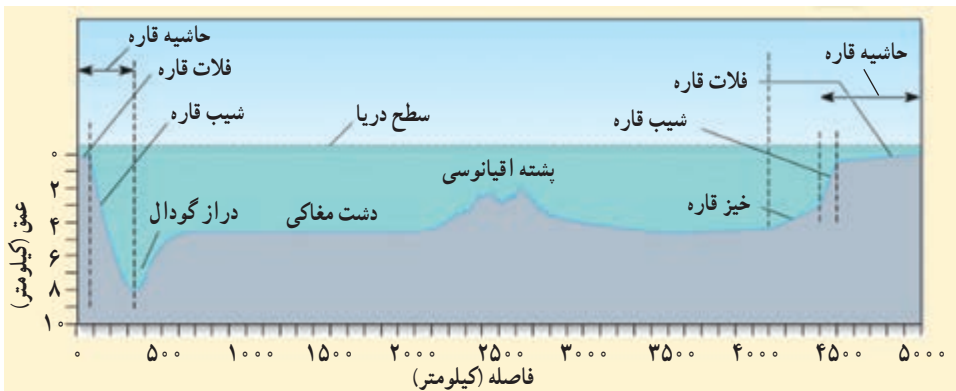 حاشیه قاره
حاشیه قاره
فلات قاره
فلات قاره
شیب قاره
سطح دریا
شیب قاره
پشته اقیانوسی
دراز گودال
دشت مغاکی
خیز قاره
عمق (کیلومتر)
۰
۲
۴
۶
۸
۱۰
۰ ۵۰۰ ۱۰۰۰ ۱۵۰۰ ۲۰۰۰ ۲۵۰۰ ۳۰۰۰ ۳۵۰۰ ۴۰۰۰ ۴۵۰۰ ۵۰۰۰
فاصله (کیلومتر)